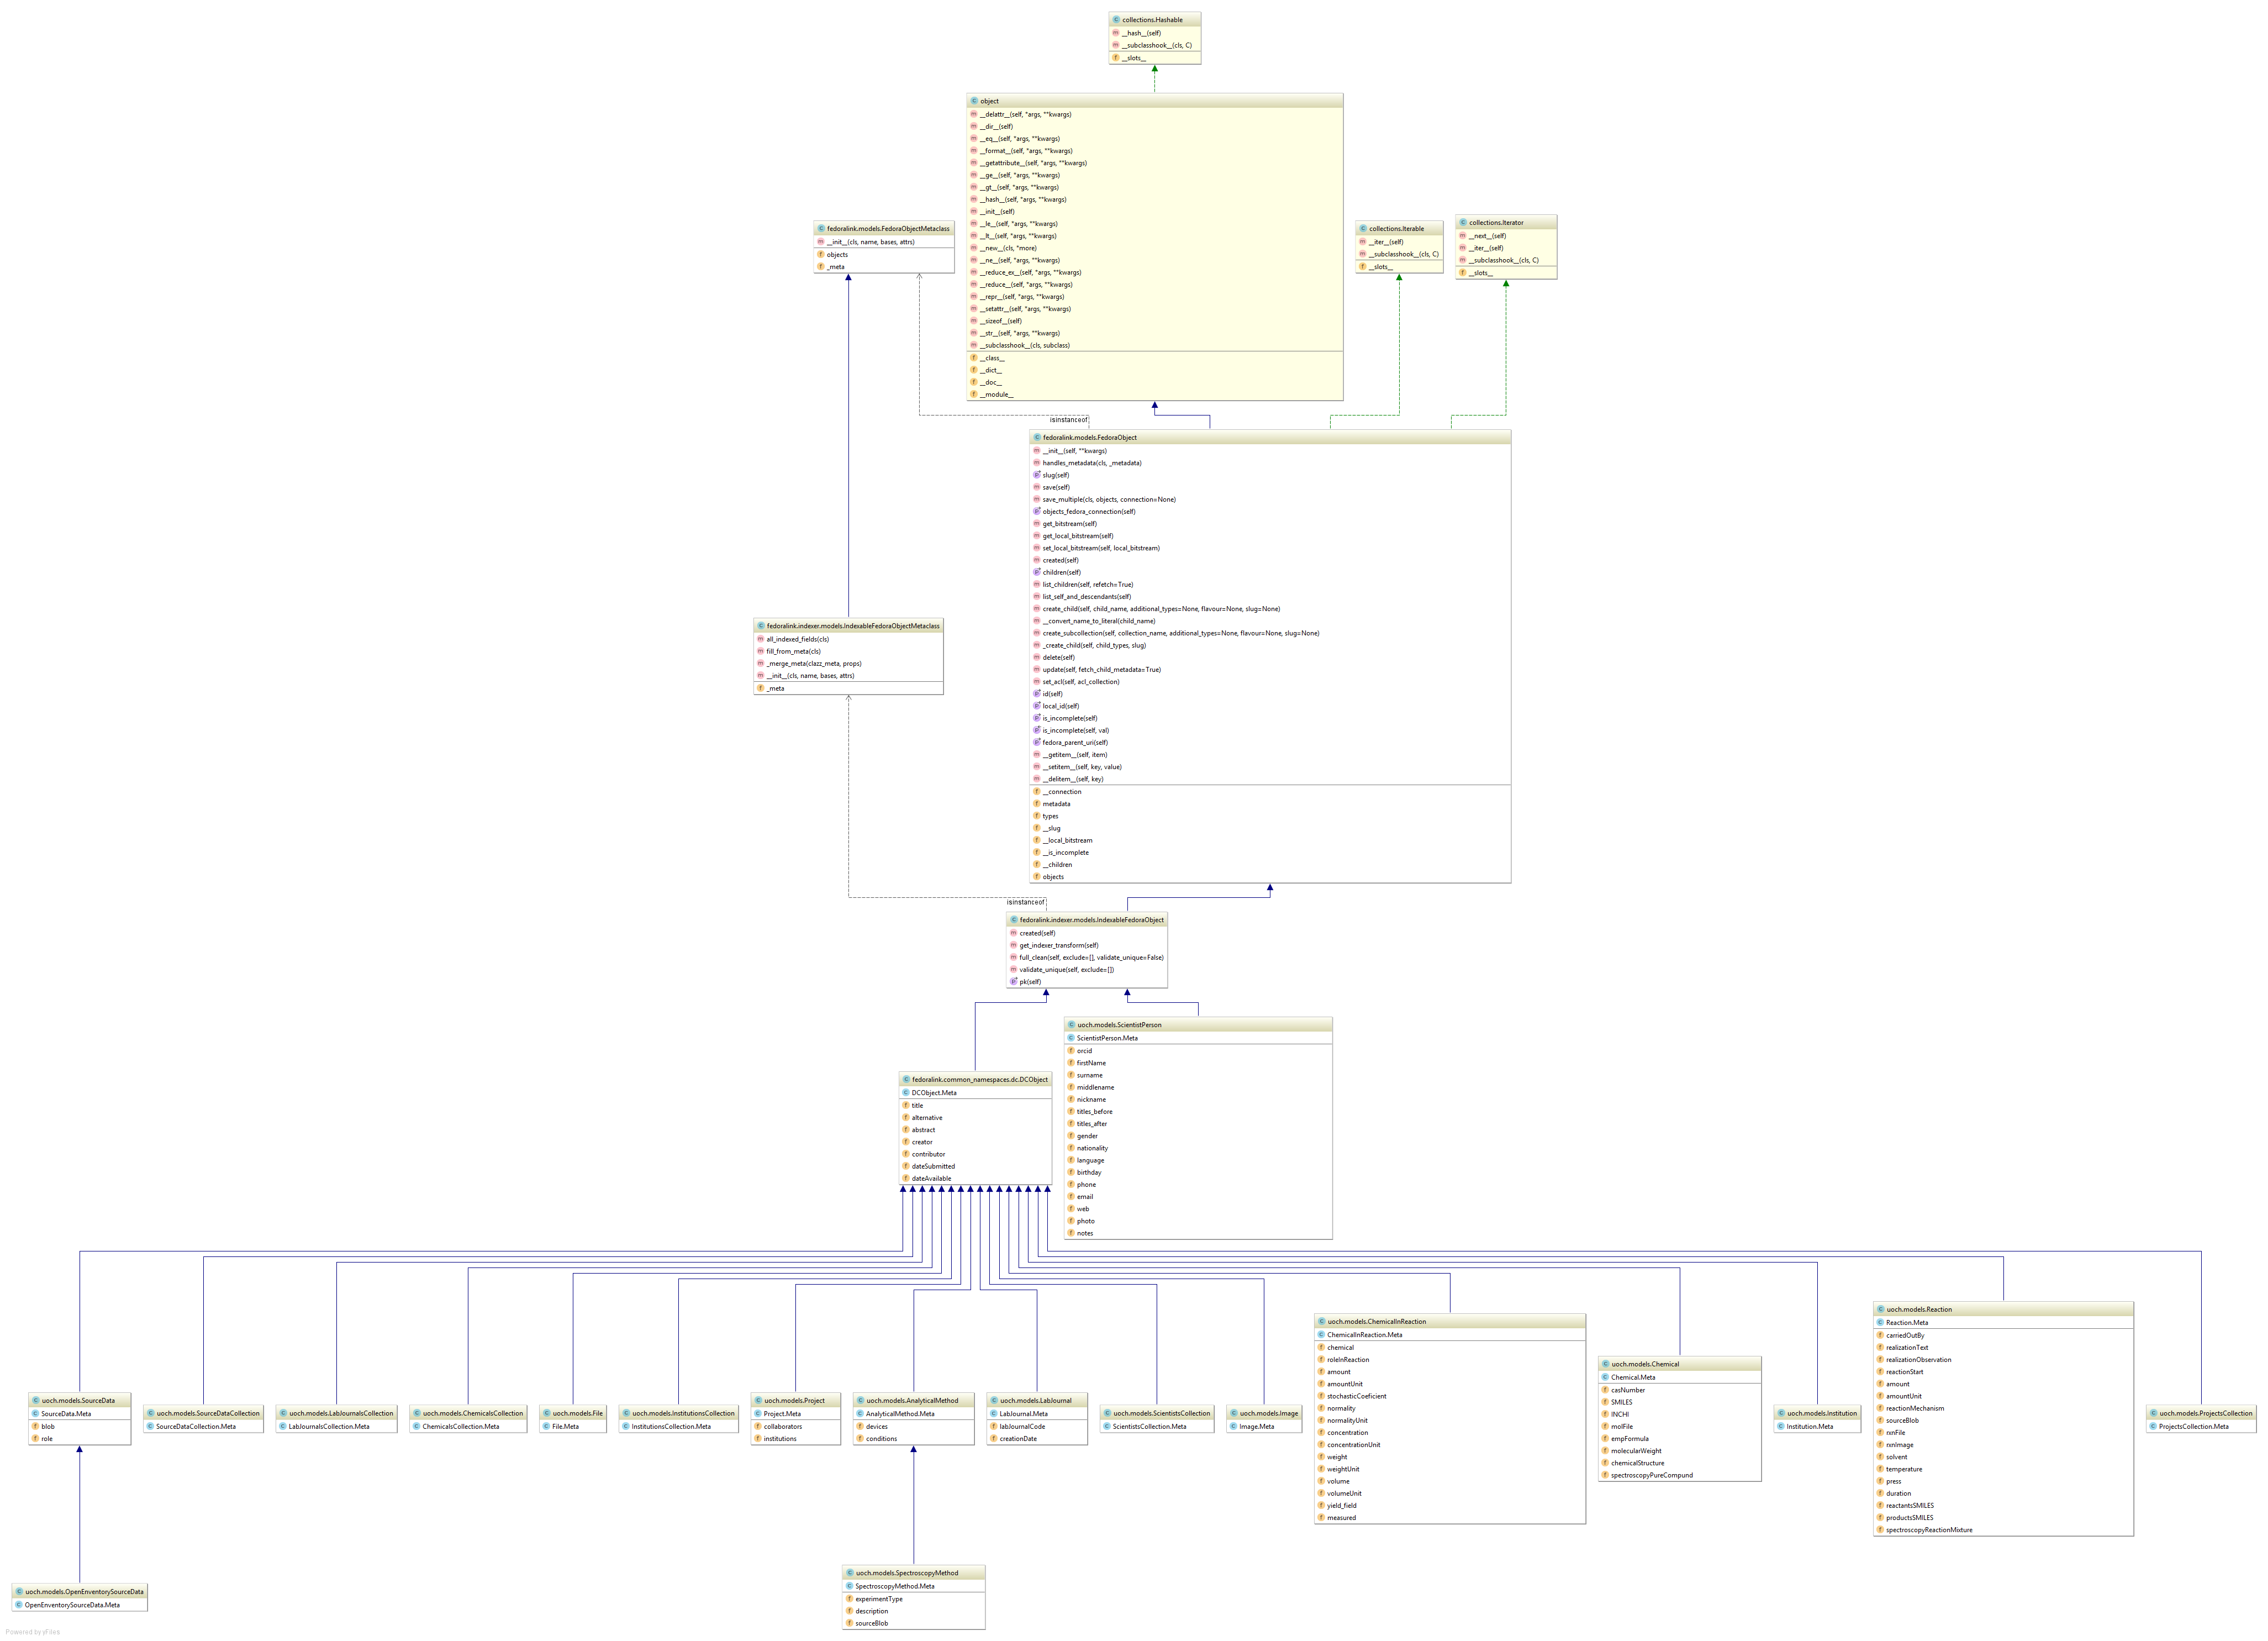 collections.Hashable
__hash__(self)
__subclasshook__(cls, C)
__slots__
object
__delattr__(self, *args, **kwargs)
__dir__(self)
__eq__(self, *args, **kwargs)
__format__(self, *args, **kwargs)
__getattribute__(self, *args, **kwargs)
__ge__(self, *args, **kwargs)
__gt__(self, *args, **kwargs)
__hash__(self, *args, **kwargs)
__init__(self)
__le__(self, *args, **kwargs)
__lt__(self, *args, **kwargs)
__new__(cls, *more)
__ne__(self, *args, **kwargs)
__reduce_ex__(self, *args, **kwargs)
__reduce__(self, *args, **kwargs)
__repr__(self, *args, **kwargs)
__setattr__(self, *args, **kwargs)
__sizeof__(self)
__str__(self, *args, **kwargs)
__subclasshook__(cls, subclass)
__class__
__dict__
__doc__
__module__
fedoralink.models.FedoraObjectMetaclass
__init__(cls, name, bases, attrs)
objects
_meta
collections.Iterable
__iter__(self)
__subclasshook__(cls, C)
__slots__
collections.Iterator
__next__(self)
__iter__(self)
__subclasshook__(cls, C)
__slots__
isinstanceof
fedoralink.models.FedoraObject
__init__(self, **kwargs)
handles_metadata(cls, _metadata)
slug(self)
save(self)
save_multiple(cls, objects, connection=None)
objects_fedora_connection(self)
get_bitstream(self)
get_local_bitstream(self)
set_local_bitstream(self, local_bitstream)
created(self)
children(self)
list_children(self, refetch=True)
list_self_and_descendants(self)
create_child(self, child_name, additional_types=None, flavour=None, slug=None)
__convert_name_to_literal(child_name)
create_subcollection(self, collection_name, additional_types=None, flavour=None, slug=None)
_create_child(self, child_types, slug)
delete(self)
update(self, fetch_child_metadata=True)
set_acl(self, acl_collection)
id(self)
local_id(self)
is_incomplete(self)
is_incomplete(self, val)
fedora_parent_uri(self)
__getitem__(self, item)
__setitem__(self, key, value)
__delitem__(self, key)
__connection
metadata
types
__slug
__local_bitstream
__is_incomplete
__children
objects
fedoralink.indexer.models.IndexableFedoraObjectMetaclass
all_indexed_fields(cls)
fill_from_meta(cls)
_merge_meta(clazz_meta, props)
__init__(cls, name, bases, attrs)
_meta
isinstanceof
fedoralink.indexer.models.IndexableFedoraObject
created(self)
get_indexer_transform(self)
full_clean(self, exclude=[], validate_unique=False)
validate_unique(self, exclude=[])
pk(self)
uoch.models.ScientistPerson
ScientistPerson.Meta
orcid
firstName
surname
middlename
nickname
titles_before
titles_after
gender
nationality
language
birthday
phone
email
web
photo
notes
fedoralink.common_namespaces.dc.DCObject
DCObject.Meta
title
alternative
abstract
creator
contributor
dateSubmitted
dateAvailable
uoch.models.SourceData
SourceData.Meta
blob
role
uoch.models.SourceDataCollection
SourceDataCollection.Meta
uoch.models.LabJournalsCollection
LabJournalsCollection.Meta
uoch.models.ChemicalsCollection
ChemicalsCollection.Meta
uoch.models.File
File.Meta
uoch.models.InstitutionsCollection
InstitutionsCollection.Meta
uoch.models.Project
Project.Meta
collaborators
institutions
uoch.models.AnalyticalMethod
AnalyticalMethod.Meta
devices
conditions
uoch.models.LabJournal
LabJournal.Meta
labJournalCode
creationDate
uoch.models.ScientistsCollection
ScientistsCollection.Meta
uoch.models.Image
Image.Meta
uoch.models.ChemicalInReaction
ChemicalInReaction.Meta
chemical
roleInReaction
amount
amountUnit
stochasticCoeficient
normality
normalityUnit
concentration
concentrationUnit
weight
weightUnit
volume
volumeUnit
yield_field
measured
uoch.models.Chemical
Chemical.Meta
casNumber
SMILES
INCHI
molFile
empFormula
molecularWeight
chemicalStructure
spectroscopyPureCompund
uoch.models.Institution
Institution.Meta
uoch.models.Reaction
Reaction.Meta
carriedOutBy
realizationText
realizationObservation
reactionStart
amount
amountUnit
reactionMechanism
sourceBlob
rxnFile
rxnImage
solvent
temperature
press
duration
reactantsSMILES
productsSMILES
spectroscopyReactionMixture
uoch.models.ProjectsCollection
ProjectsCollection.Meta
uoch.models.OpenEnventorySourceData
OpenEnventorySourceData.Meta
uoch.models.SpectroscopyMethod
SpectroscopyMethod.Meta
experimentType
description
sourceBlob
Powered by yFiles